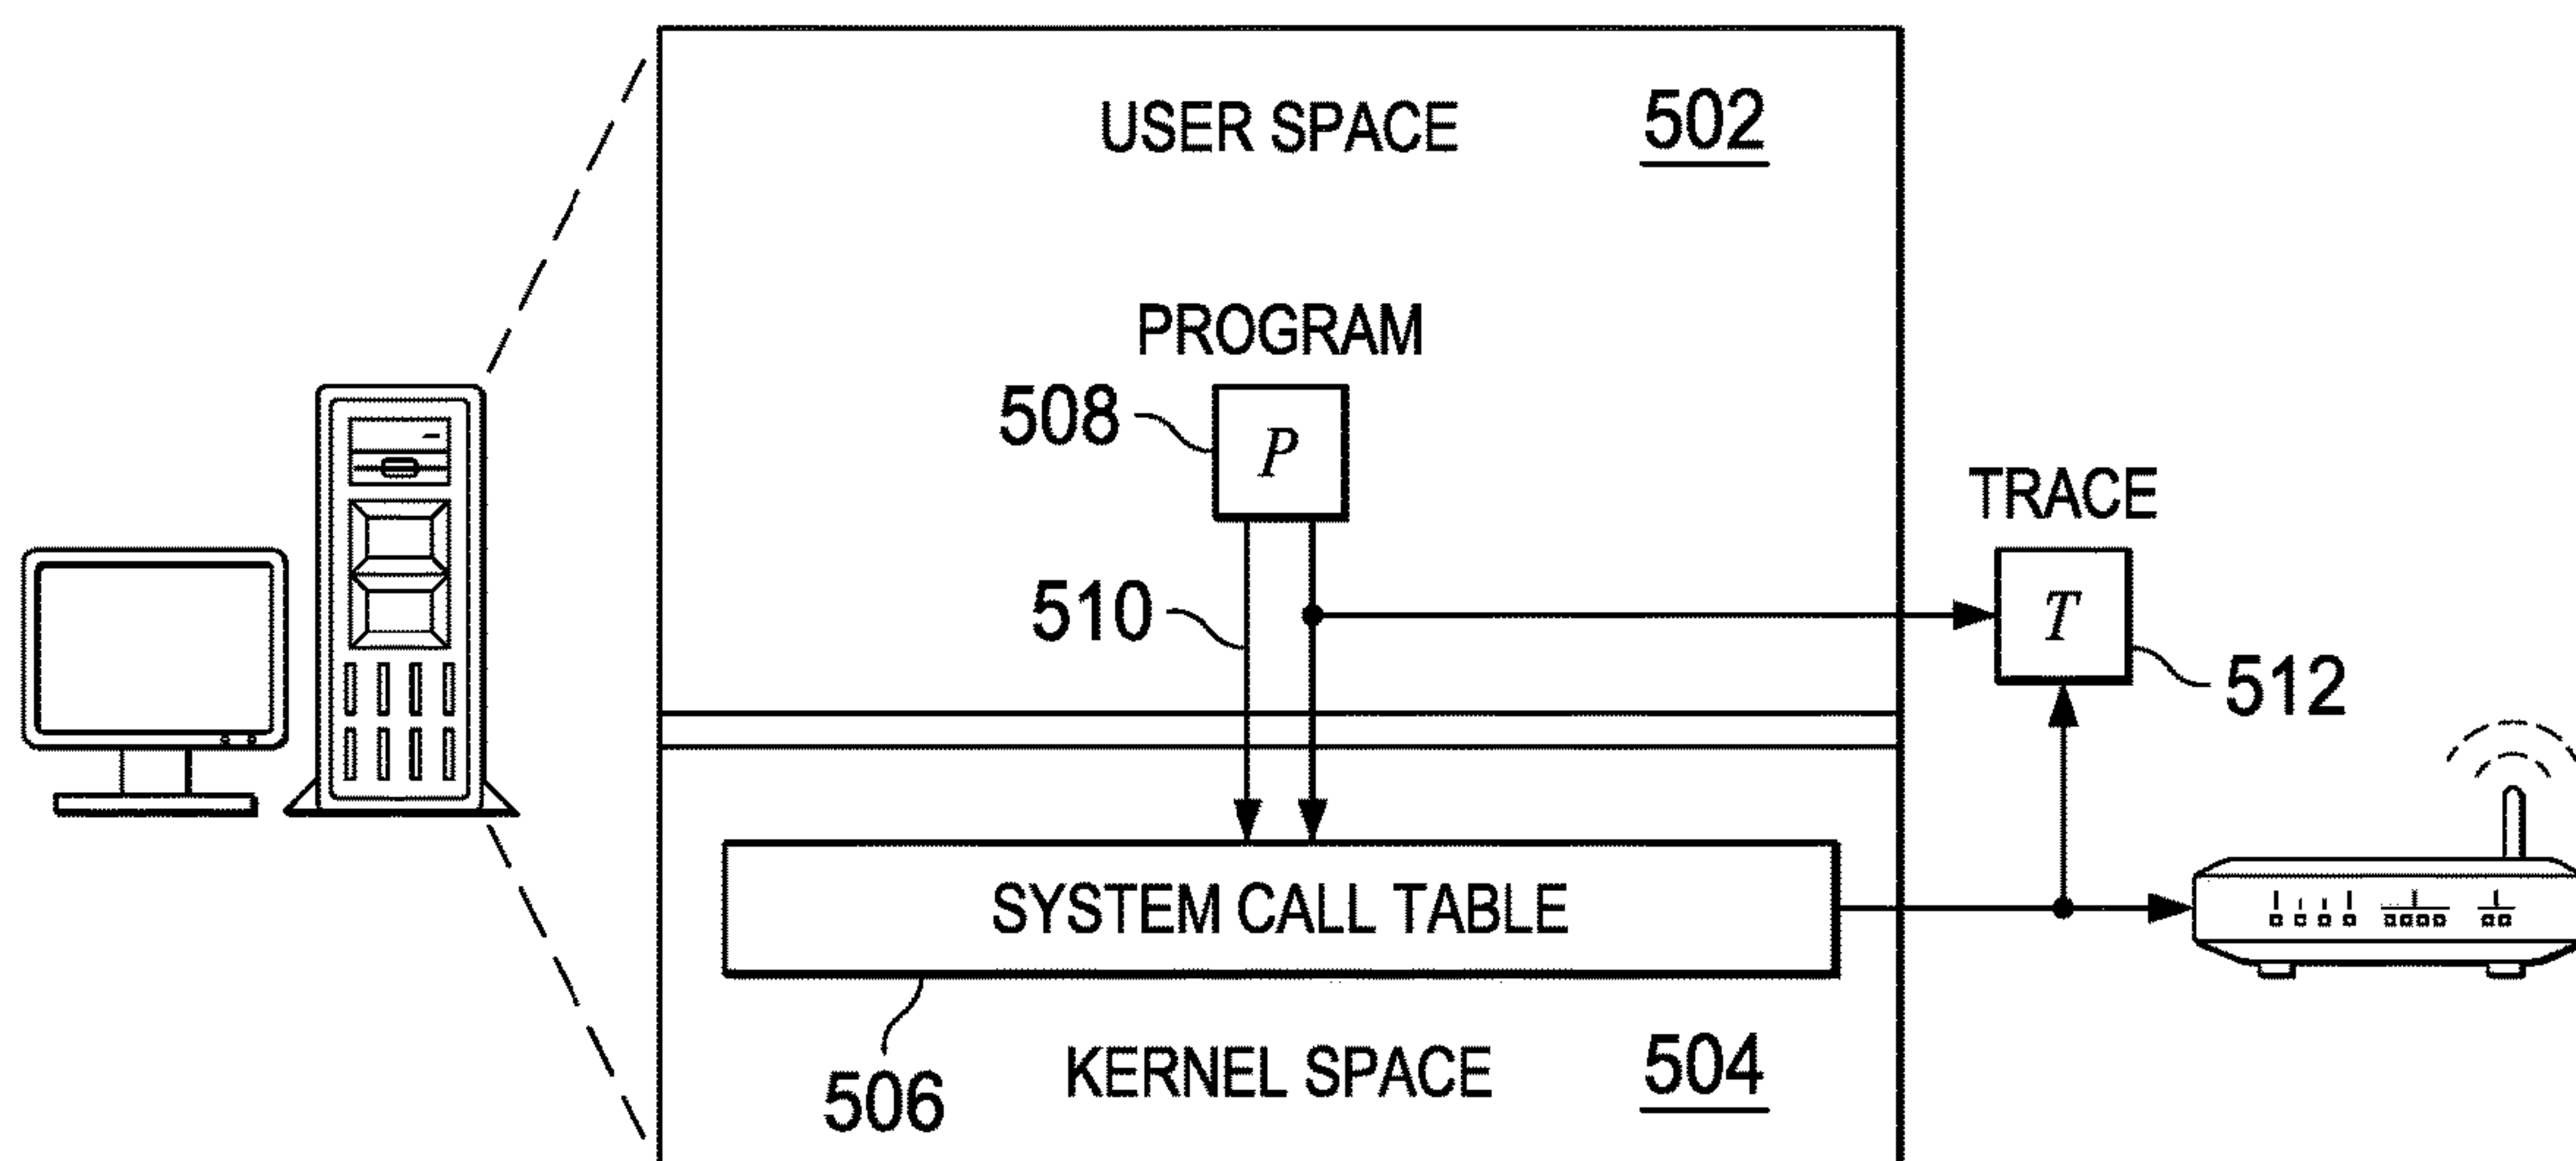 USER SPACE 502
PROGRAM
508 P
TRACE
510
T
512
SYSTEM CALL TABLE
506
KERNEL SPACE 504